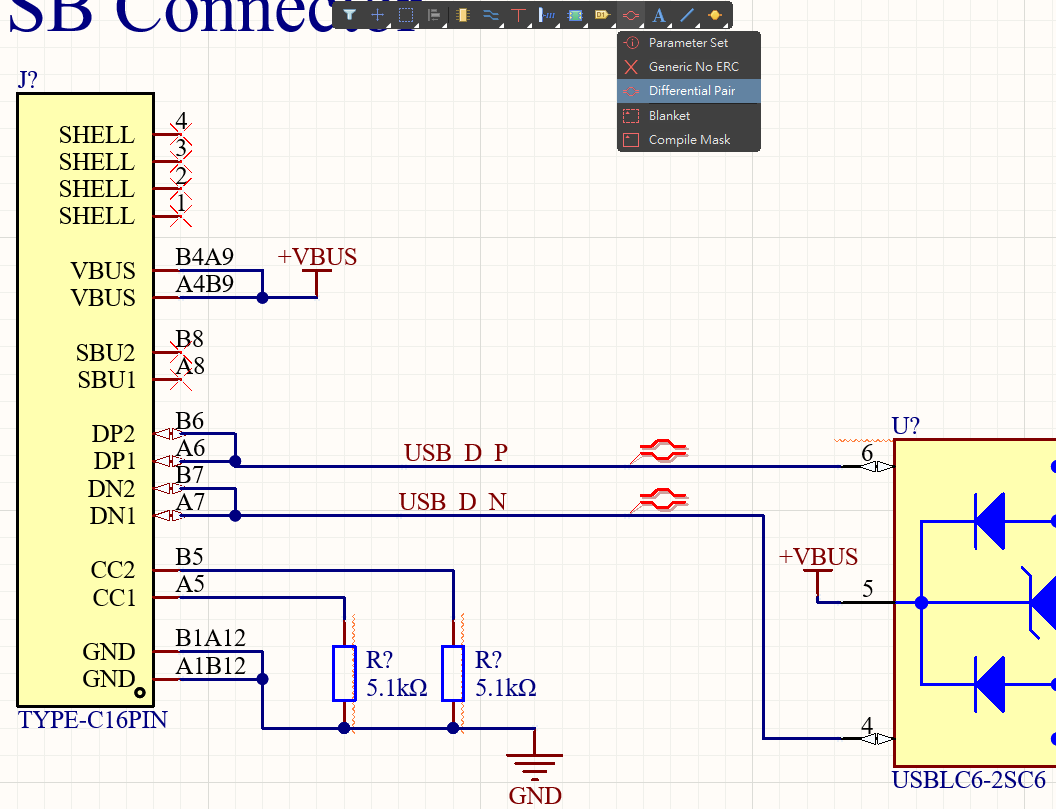 SB Connector
Parameter Set
Generic No ERC
Differential Pair
Blanket
Compile Mask
J?
SHELL 4
SHELL 3
SHELL 2
SHELL 1
VBUS B4A9
VBUS A4B9
+VBUS
SBU2 B8
SBU1 A8
DP2 B6
DP1 A6
DN2 B7
DN1 A7
USB_D_P
USB_D_N
CC2 B5
CC1 A5
GND B1A12
GND A1B12
TYPE-C16PIN
R?
5.1kΩ
R?
5.1kΩ
GND
U?
6
+VBUS
5
4
USBLC6-2SC6